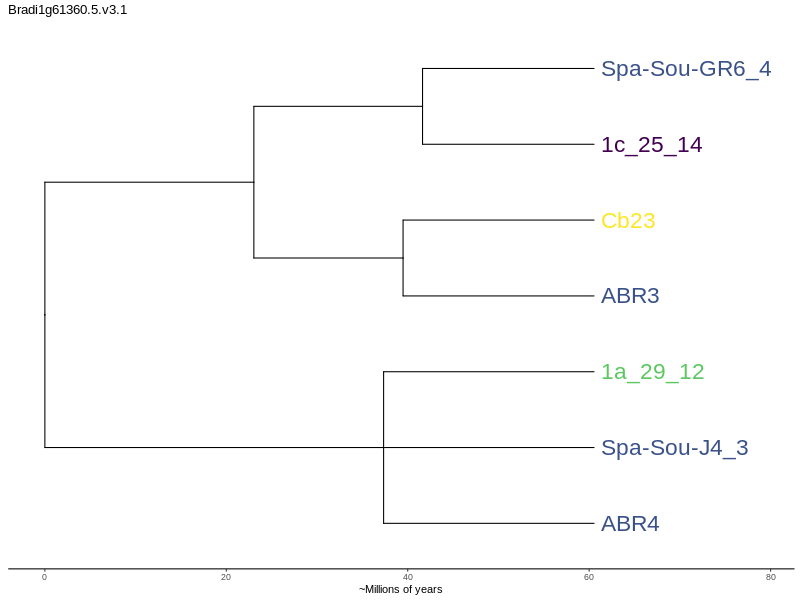 Bradi1g61360.5.v3.1
Spa-Sou-GR6_4
1c_25_14
Cb23
ABR3
1a_29_12
Spa-Sou-J4_3
ABR4
0 20 40 60 80
~Millions of years